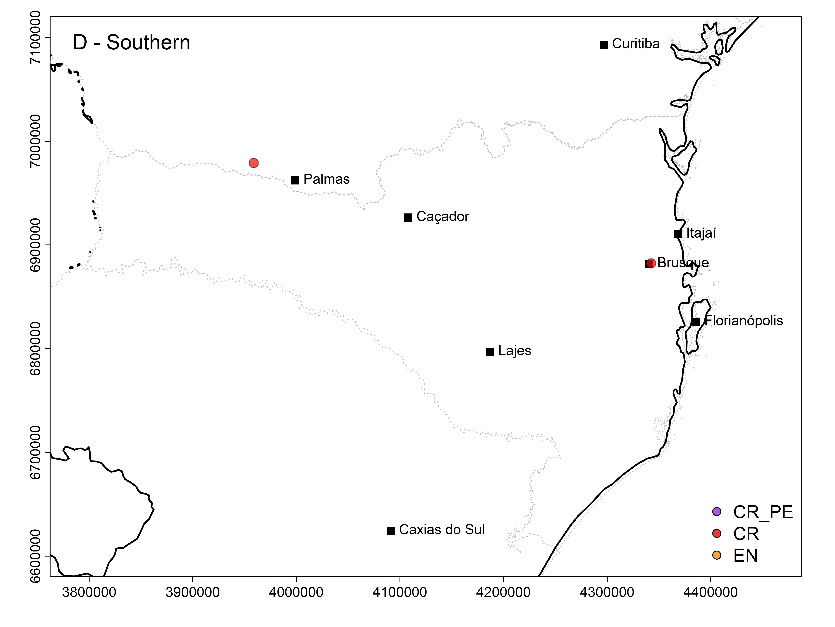 D - Southern
Curitiba
Palmas
Caçador
Itajaí
Brusque
Florianópolis
Lajes
Caxias do Sul
CR_PE
CR
EN
7100000
7000000
6900000
6800000
6700000
6600000
3800000 3900000 4000000 4100000 4200000 4300000 4400000